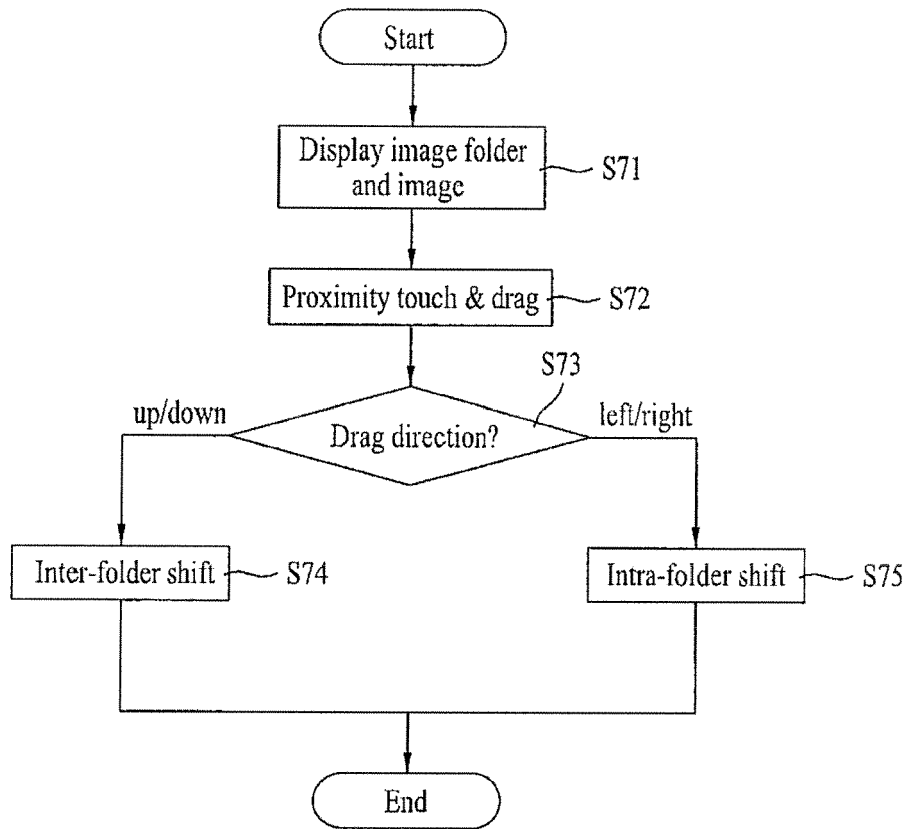 Start
Display image folder
and image
S71
Proximity touch & drag
S72
S73
up/down
Drag direction?
left/right
Inter-folder shift
S74
Intra-folder shift
S75
End